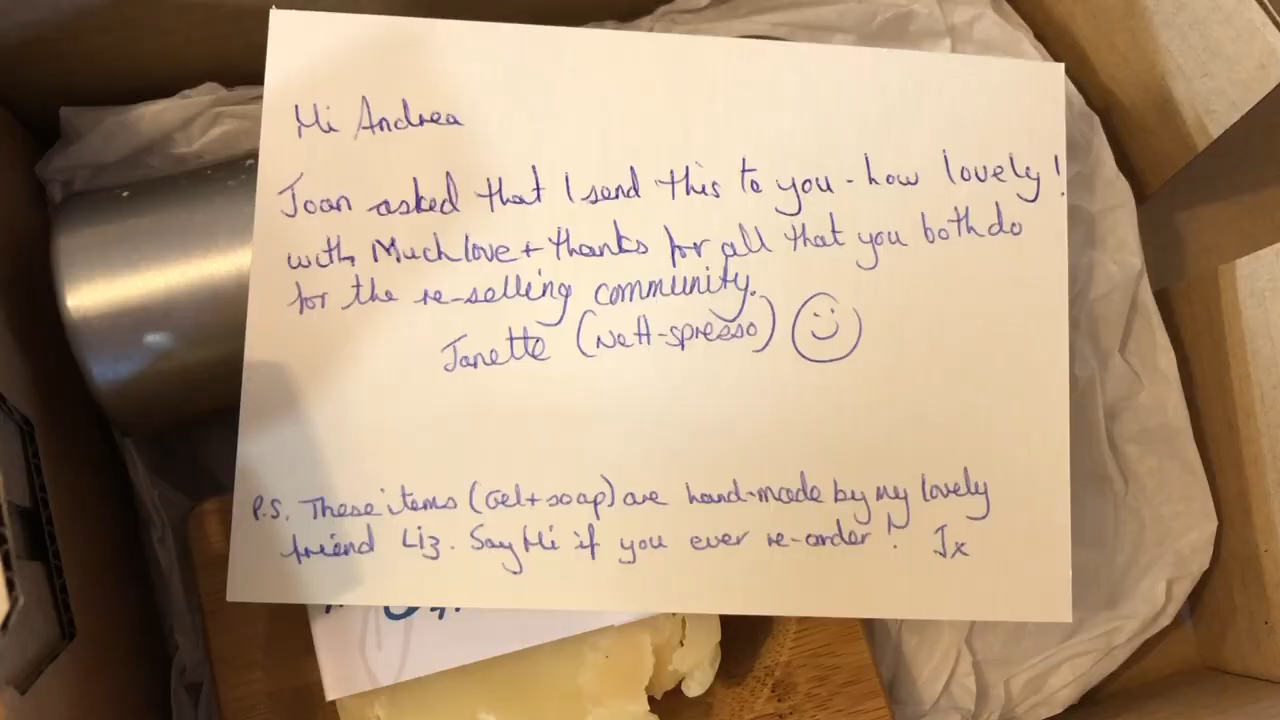 Hi Andrea
Joan asked that I send this to you - how lovely!
with Much love + thanks for all that you both do
for the re-selling community.
Janette (Nett-spresso)
P.S. These items (Gel+soap) are hand-made by my lovely
friend Liz. Say Hi if you ever re-order! Jx